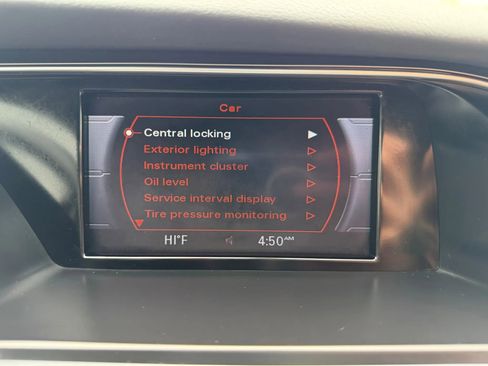 Car
Central locking
Exterior lighting
Instrument cluster
Oil level
Service interval display
Tire pressure monitoring
HI°F 4:50AM